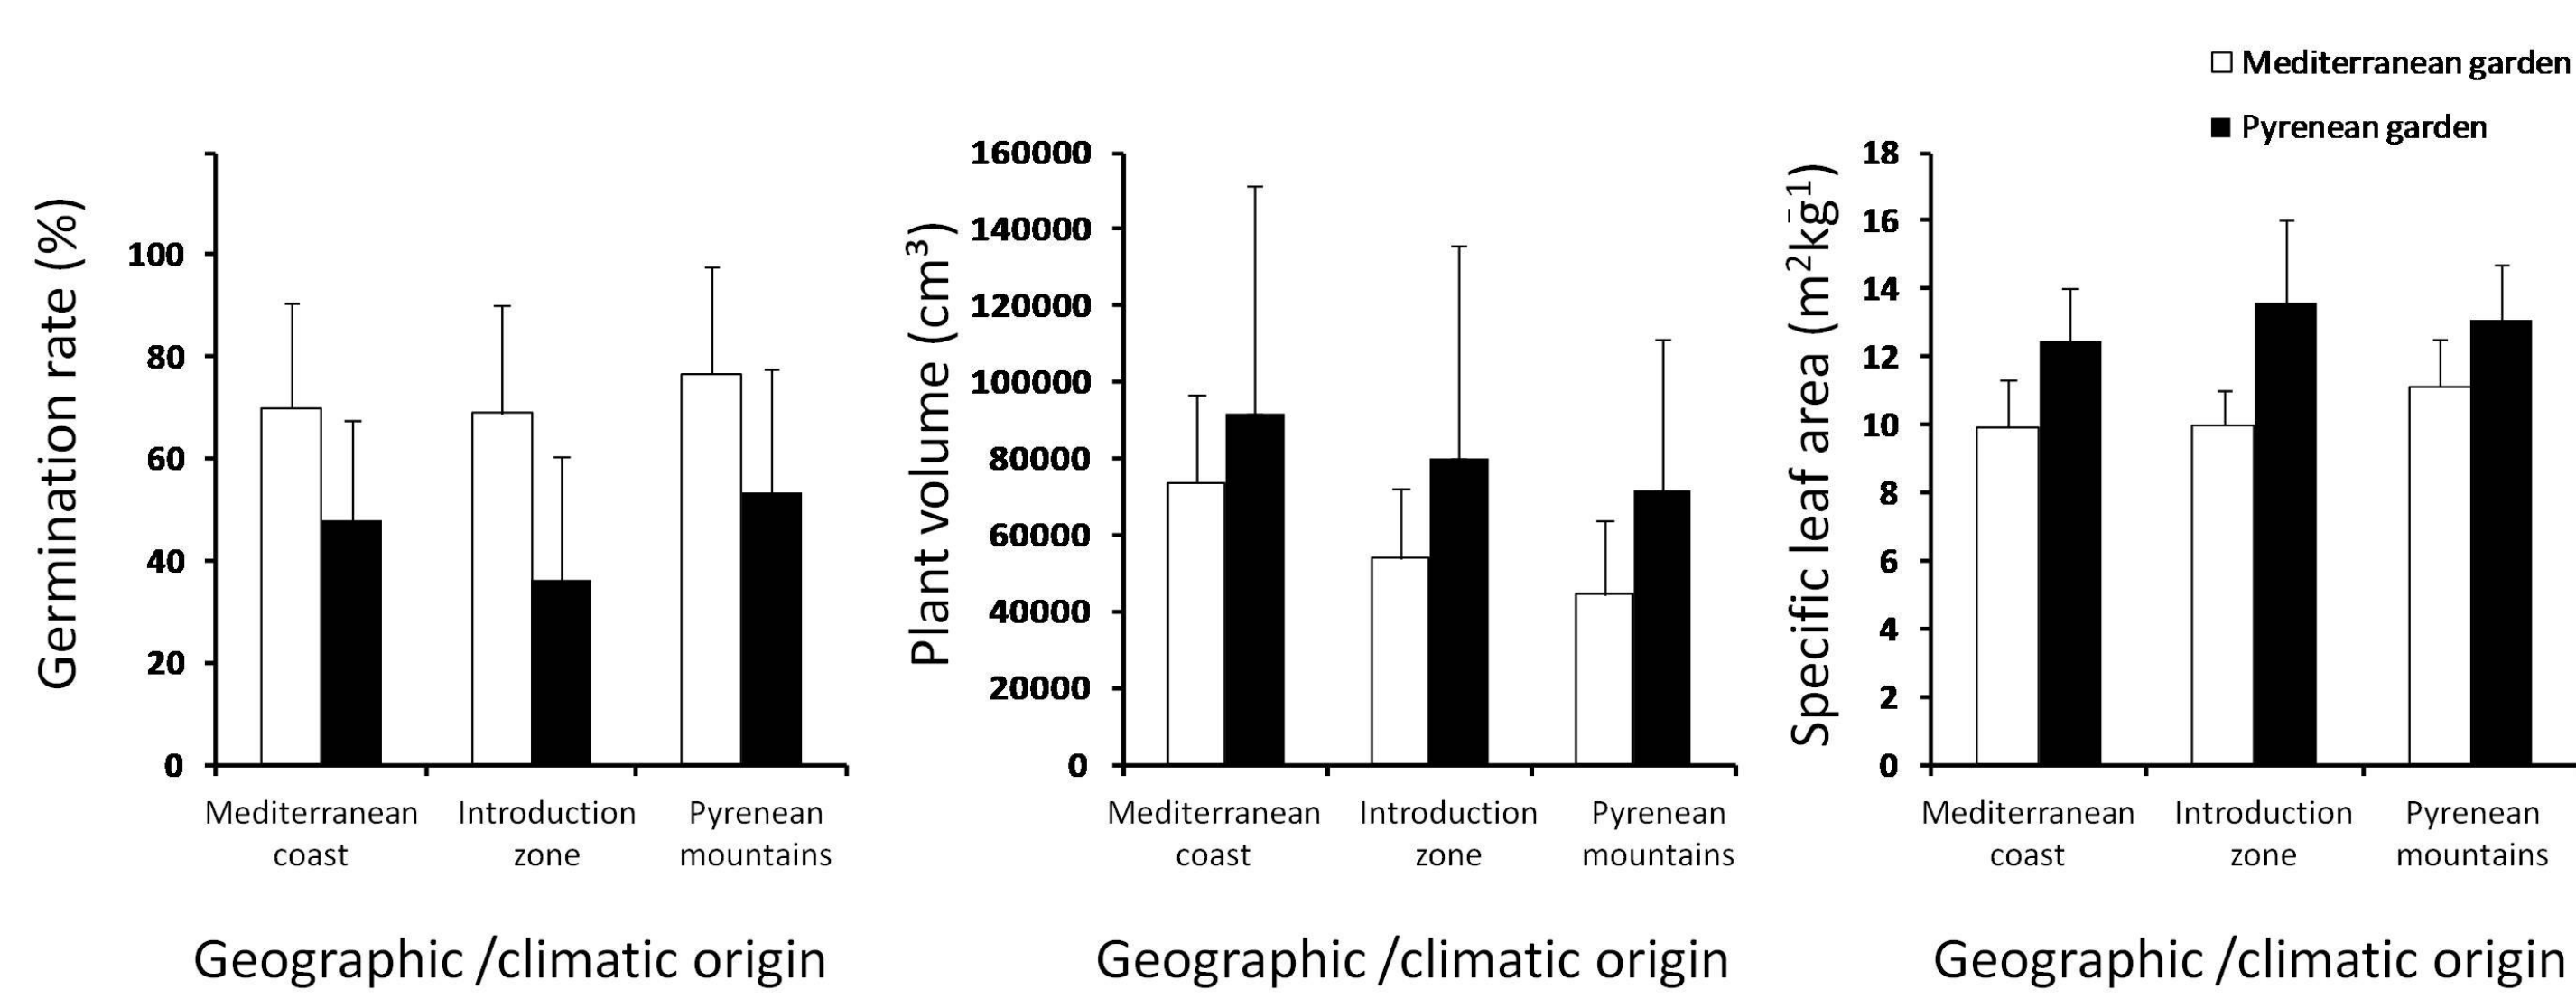 Mediterranean garden
Pyrenean garden
Germination rate (%)
100
80
60
40
20
0
Mediterranean coast
Introduction zone
Pyrenean mountains
Geographic /climatic origin
Plant volume (cm³)
160000
140000
120000
100000
80000
60000
40000
20000
0
Mediterranean coast
Introduction zone
Pyrenean mountains
Geographic /climatic origin
Specific leaf area (m²kg⁻¹)
18
16
14
12
10
8
6
4
2
0
Mediterranean coast
Introduction zone
Pyrenean mountains
Geographic /climatic origin